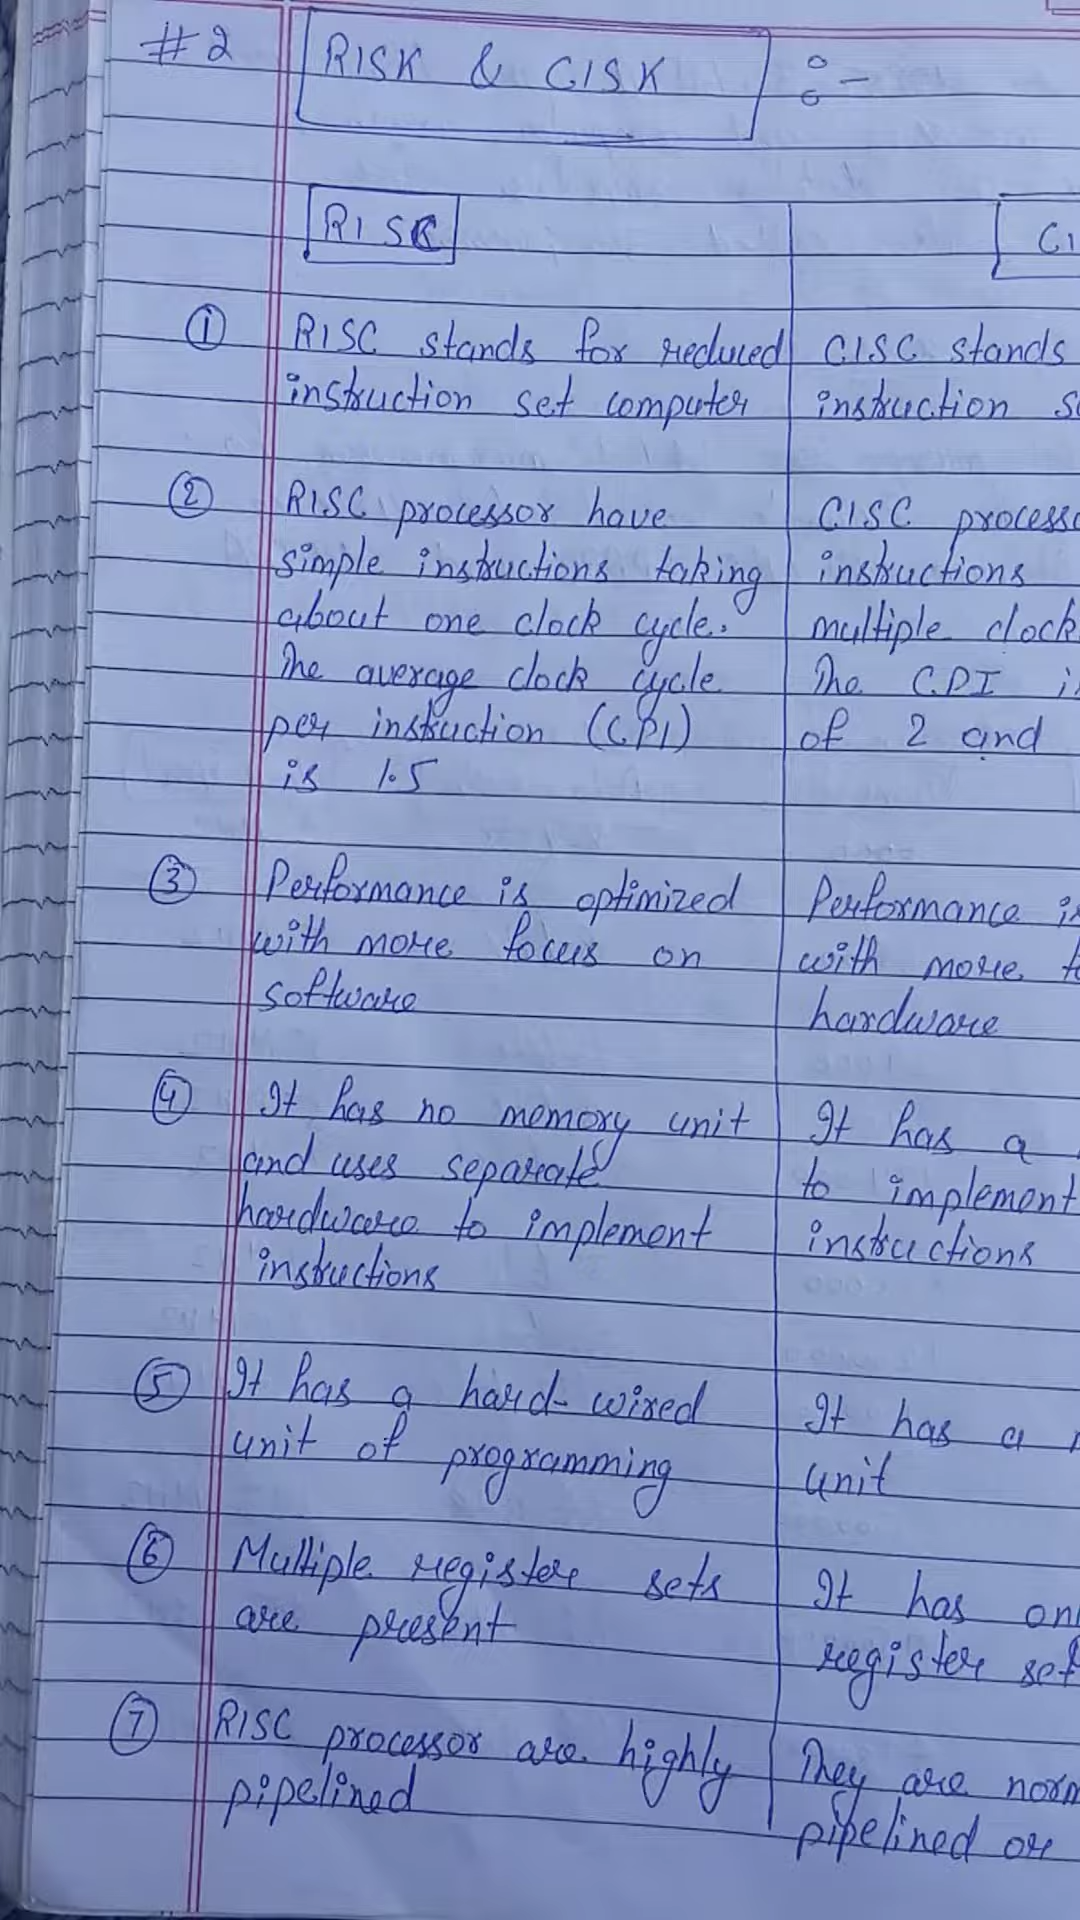 #2 RISK & CISK :-
RISC
①
RISC stands for reduced
instruction set computer
②
RISC processor have
simple instructions taking
about one clock cycle.
The average clock cycle
per instruction (CPI)
is 1.5
③
Performance is optimized
with more focus on
software
④
It has no memory unit
and uses separate
hardware to implement
instructions
⑤
It has a hard-wired
unit of programming
⑥
Multiple register sets
are present
⑦
RISC processor are highly
pipelined
CISC stands
instruction
CISC
instructions
multiple clock
The CPI
of 2 and
Performance
with more
hardware
It has a
to implement
instructions
It has a
unit
It has
register set
They are
pipelined or